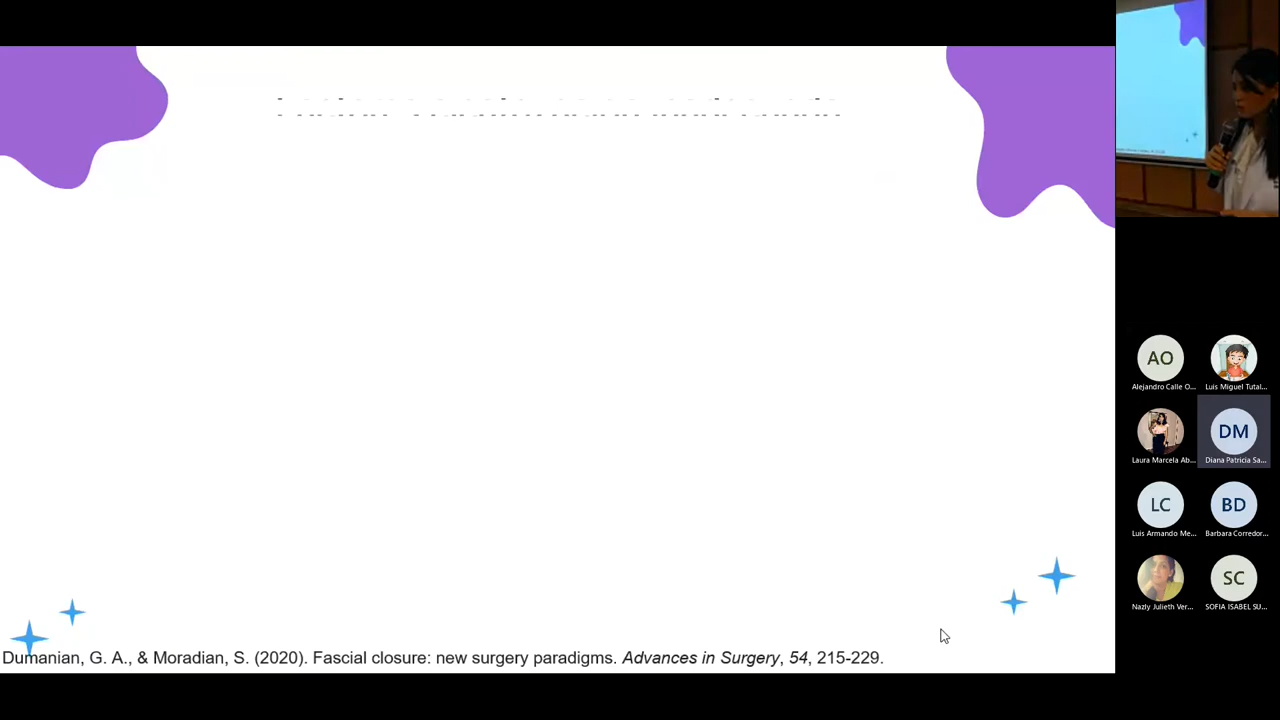 Dumanian, G. A., & Moradian, S. (2020). Fascial closure: new surgery paradigms. Advances in Surgery, 54, 215-229.
AO
Alejandro Calle O...
Luis Miguel Tutal...
Laura Marcela Ab...
DM
Diana Patricia Sa...
LC
Luis Armando Me...
BD
Barbara Corredor...
Nazly Julieth Ver...
SC
SOFIA ISABEL SU...